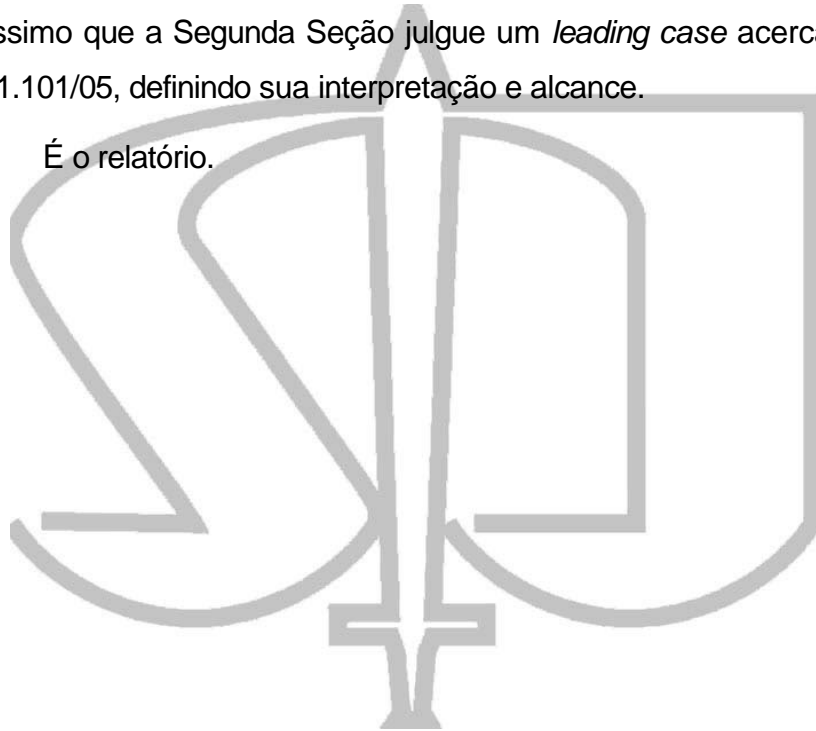 ssimo que a Segunda Seção julgue um leading case acerca
1.101/05, definindo sua interpretação e alcance.
É o relatório.